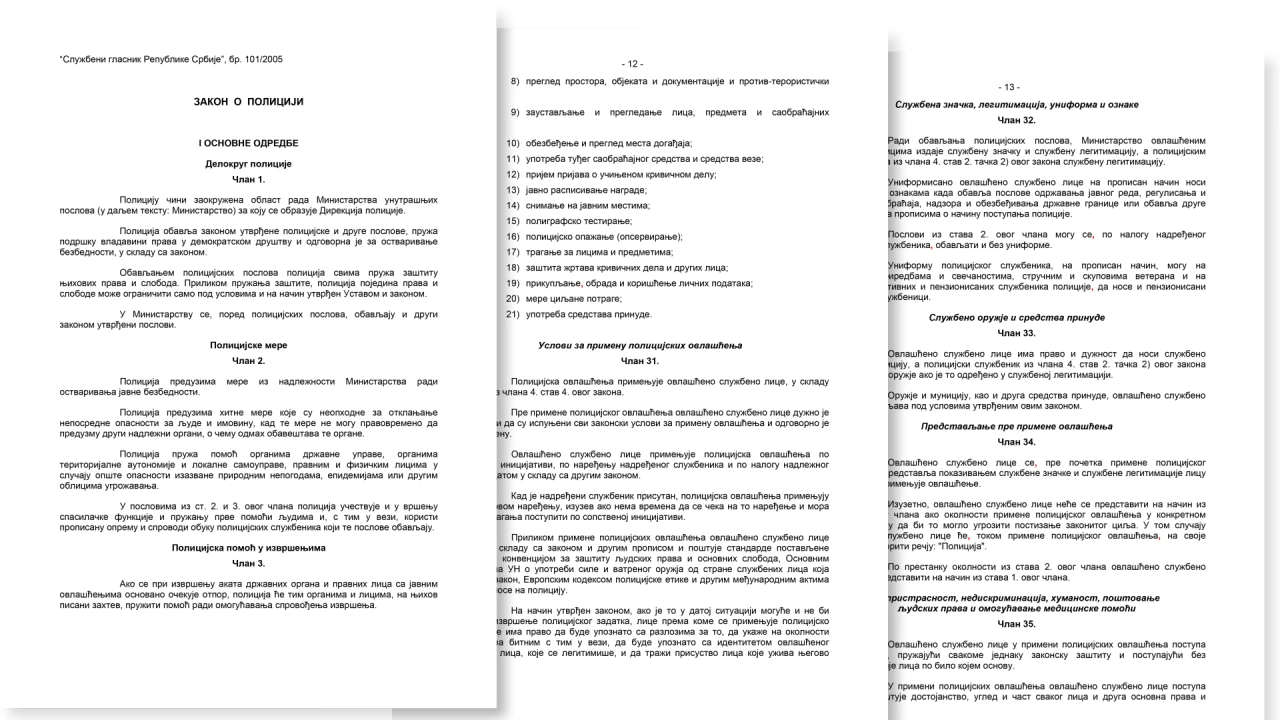 “Службени гласник Републике Србије”, бр. 101/2005
ЗАКОН О ПОЛИЦИЈИ
I ОСНОВНЕ ОДРЕДБЕ
Делокруг полиције
Члан 1.
Полицију чини заокружена област рада Министарства унутрашњих
послова (у даљем тексту: Министарство) за коју се образује Дирекција полиције.
Полиција обавља законом утврђене полицијске и друге послове, пружа
подршку владавини права у демократском друштву и одговорна је за остваривање
безбедности, у складу са законом.
Обављањем полицијских послова полиција свима пружа заштиту
њихових права и слобода. Приликом пружања заштите, полиција поједина права и
слободе може ограничити само под условима и на начин утврђен Уставом и законом.
У Министарству се, поред полицијских послова, обављају и други
законом утврђени послови.
Полицијске мере
Члан 2.
Полиција предузима мере из надлежности Министарства ради
остваривања јавне безбедности.
Полиција предузима хитне мере које су неопходне за отклањање
непосредне опасности за људе и имовину, кад те мере не могу правовремено да
предузму други надлежни органи, о чему одмах обавештава те органе.
Полиција пружа помоћ органима државне управе, органима
територијалне аутономије и локалне самоуправе, правним и физичким лицима у
случају опште опасности изазване природним непогодама, епидемијама или другим
облицима угрожавања.
У пословима из ст. 2. и 3. овог члана полиција учествује и у вршењу
спасилачке функције и пружању прве помоћи људима и, с тим у вези, користи
прописану опрему и спроводи обуку полицијских службеника који те послове обављају.
Полицијска помоћ у извршењима
Члан 3.
Ако се при извршењу аката државних органа и правних лица са јавним
овлашћењима основано очекује отпор, полиција ће тим органима и лицима, на њихов
писани захтев, пружити помоћ ради омогућавања спровођења извршења.
- 12 -
8) преглед простора, објеката и документације и против-терористички
9) заустављање и прегледање лица, предмета и саобраћајних
10) обезбеђење и преглед места догађаја;
11) употреба туђег саобраћајног средства и средства везе;
12) пријем пријава о учињеном кривичном делу;
13) јавно расписивање награде;
14) снимање на јавним местима;
15) полиграфско тестирање;
16) полицијско опажање (опсервирање);
17) трагање за лицима и предметима;
18) заштита жртава кривичних дела и других лица;
19) прикупљање, обрада и коришћење личних података;
20) мере циљане потраге;
21) употреба средстава принуде.
Услови за примену полицијских овлашћења
Члан 31.
Полицијска овлашћења примењује овлашћено службено лице, у складу
члана 4. став 4. овог закона.
Пре примене полицијског овлашћења овлашћено службено лице дужно је
и да су испуњени сви законски услови за примену овлашћења и одговорно је
ену.
Овлашћено службено лице примењује полицијска овлашћења по
иницијативи, по наређењу надређеног службеника и по налогу надлежног
атом у складу са другим законом.
Кад је надређени службеник присутан, полицијска овлашћења примењују
вом наређењу, изузев ако нема времена да се чека на то наређење и мора
агања поступити по сопственој иницијативи.
Приликом примене полицијских овлашћења овлашћено службено лице
складу са законом и другим прописом и поштује стандарде постављене
конвенцијом за заштиту људских права и основних слобода, Основним
а УН о употреби силе и ватреног оружја од стране службених лица која
закон, Европским кодексом полицијске етике и другим међународним актима
осе на полицију.
На начин утврђен законом, ако је то у датој ситуацији могуће и не би
извршење полицијског задатка, лице према коме се примењује полицијско
е има право да буде упознато са разлозима за то, да укаже на околности
а битним с тим у вези, да буде упознато са идентитетом овлашћеног
лица, које се легитимише, и да тражи присуство лица које ужива његово
- 13 -
Службена значка, легитимација, униформа и ознаке
Члан 32.
Ради обављања полицијских послова, Министарство овлашћеним
ицима издаје службену значку и службену легитимацију, а полицијским
из члана 4. став 2. тачка 2) овог закона службену легитимацију.
Униформисано овлашћено службено лице на прописан начин носи
ознакама када обавља послове одржавања јавног реда, регулисања и
браћаја, надзора и обезбеђивања државне границе или обавља друге
прописима о начину поступања полиције.
Послови из става 2. овог члана могу се, по налогу надређеног
ужбеника, обављати и без униформе.
Униформу полицијског службеника, на прописан начин, могу на
иредбама и свечаностима, стручним и скуповима ветерана и на
тивних и пензионисаних службеника полиције, да носе и пензионисани
ужбеници.
Службено оружје и средства принуде
Члан 33.
Овлашћено службено лице има право и дужност да носи службено
ицију, а полицијски службеник из члана 4. став 2. тачка 2) овог закона
оружје ако је то одређено у службеној легитимацији.
Оружје и муницију, као и друга средства принуде, овлашћено службено
љава под условима утврђеним овим законом.
Представљање пре примене овлашћења
Члан 34.
Овлашћено службено лице се, пре почетка примене полицијског
редставља показивањем службене значке и службене легитимације лицу
имењује овлашћење.
Изузетно, овлашћено службено лице неће се представити на начин из
члана ако околности примене полицијског овлашћења у конкретном
у да би то могло угрозити постизање законитог циља. У том случају
лужбено лице ће, током примене полицијског овлашћења, на своје
орити речју: "Полиција".
По престанку околности из става 2. овог члана овлашћено службено
едставити на начин из става 1. овог члана.
пристрасност, недискриминација, хуманост, поштовање
људских права и омогућавање медицинске помоћи
Члан 35.
Овлашћено службено лице у примени полицијских овлашћења поступа
, пружајући свакоме једнаку законску заштиту и поступајући без
је лица по било којем основу.
У примени полицијских овлашћења овлашћено службено лице поступа
штује достојанство, углед и част сваког лица и друга основна права и